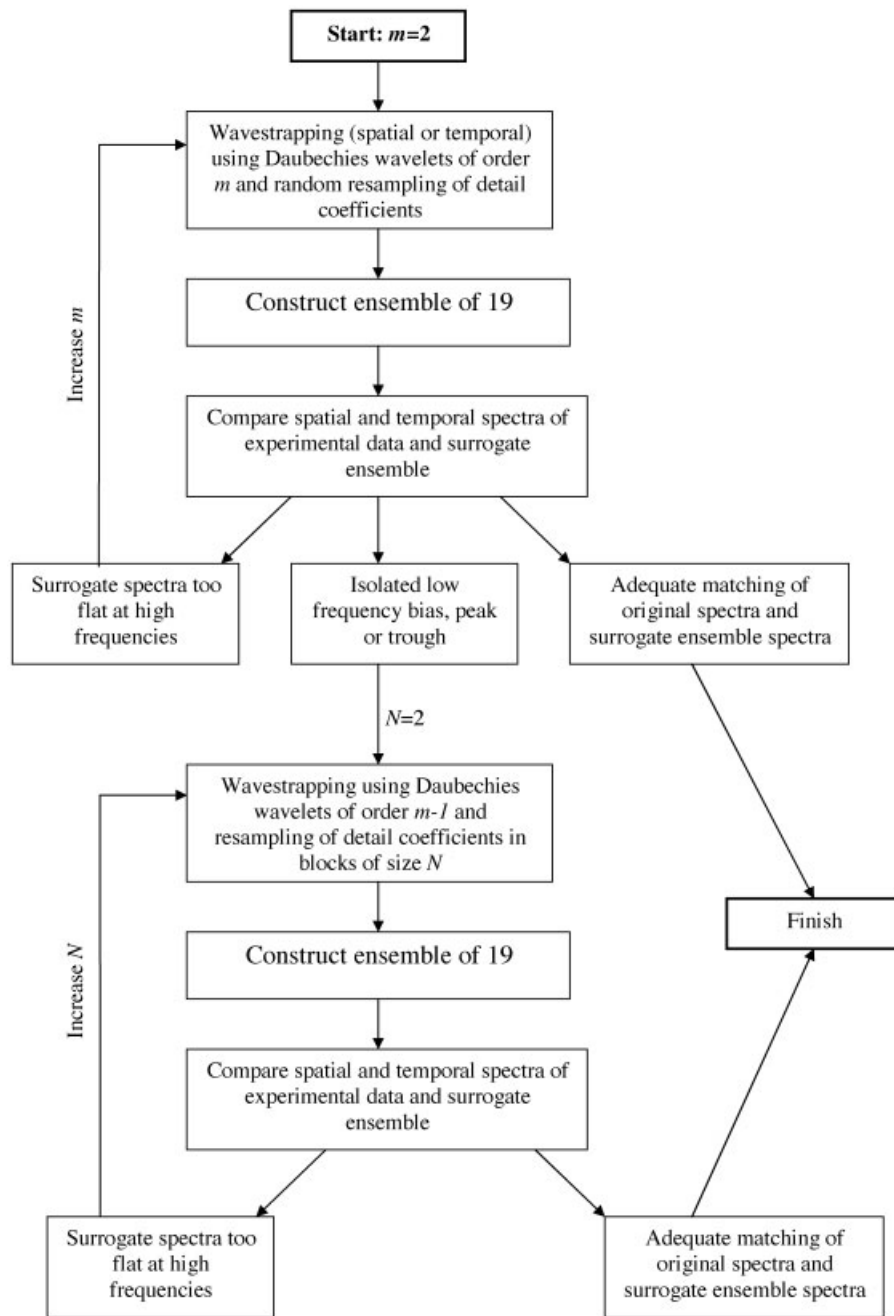 Start: m=2
Wavestrapping (spatial or temporal)
using Daubechies wavelets of order
m and random resampling of detail
coefficients
Increase m
Construct ensemble of 19
Compare spatial and temporal spectra of
experimental data and surrogate
ensemble
Surrogate spectra too
flat at high
frequencies
Isolated low
frequency bias, peak
or trough
Adequate matching of
original spectra and
surrogate ensemble spectra
N=2
Wavestrapping using Daubechies
wavelets of order m-1 and
resampling of detail coefficients in
blocks of size N
Finish
Increase N
Construct ensemble of 19
Compare spatial and temporal spectra of
experimental data and surrogate
ensemble
Surrogate spectra too
flat at high
frequencies
Adequate matching of
original spectra and
surrogate ensemble spectra